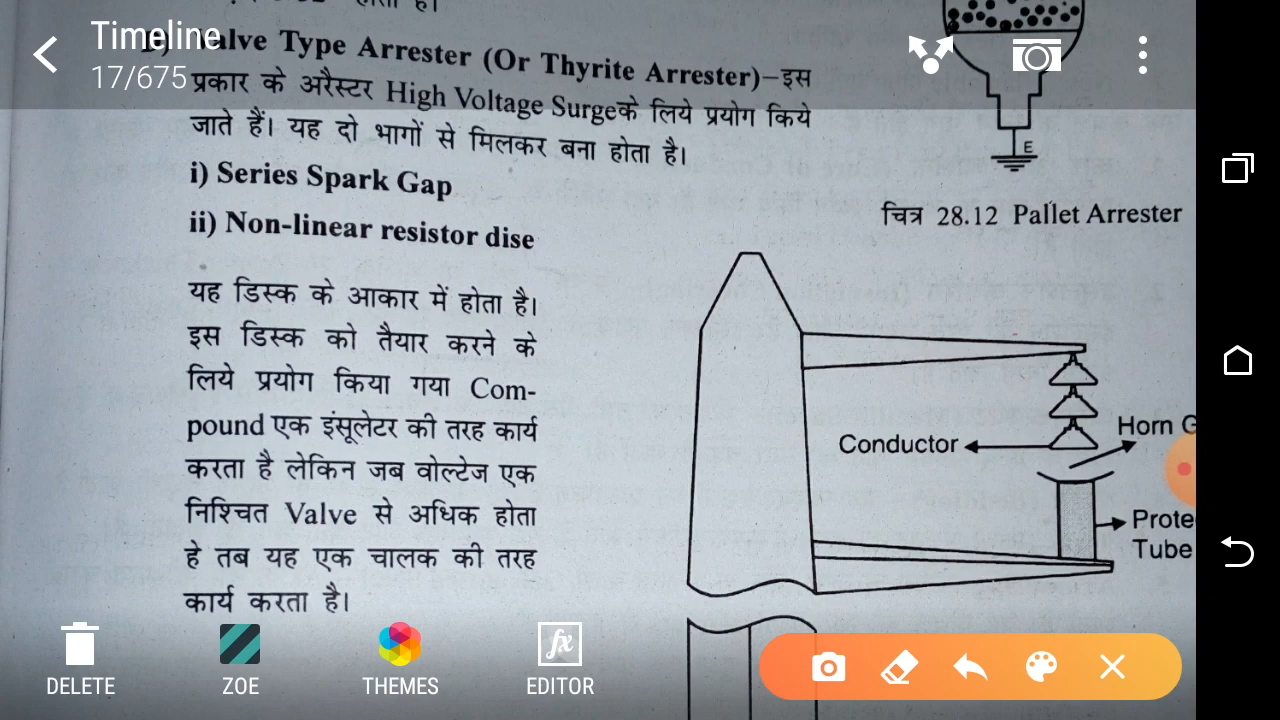 Timeline
17/675
Valve Type Arrester (Or Thyrite Arrester)–इस
प्रकार के अरैस्टर High Voltage Surgeके लिये प्रयोग किये
जाते हैं। यह दो भागों से मिलकर बना होता है।
i) Series Spark Gap
ii) Non-linear resistor dise
यह डिस्क के आकार में होता है।
इस डिस्क को तैयार करने के
लिये प्रयोग किया गया Com-
pound एक इंसूलेटर की तरह कार्य
करता है लेकिन जब वोल्टेज एक
निश्चित Valve से अधिक होता
हे तब यह एक चालक की तरह
कार्य करता है।
E
चित्र 28.12 Pallet Arrester
Conductor
Horn G
Prote
Tube
DELETE
ZOE
THEMES
fx
EDITOR